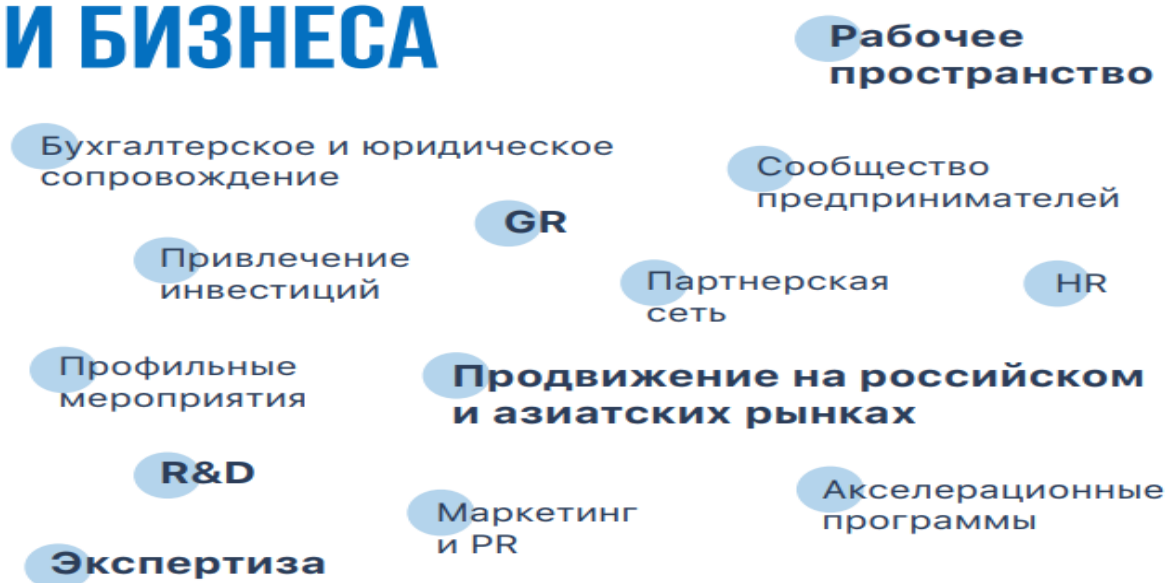 И БИЗНЕСА
Рабочее
пространство
Бухгалтерское и юридическое
сопровождение
Сообщество
предпринимателей
GR
Привлечение
инвестиций
Партнерская
сеть
HR
Профильные
мероприятия
Продвижение на российском
и азиатских рынках
R&D
Маркетинг
и PR
Акселерационные
программы
Экспертиза